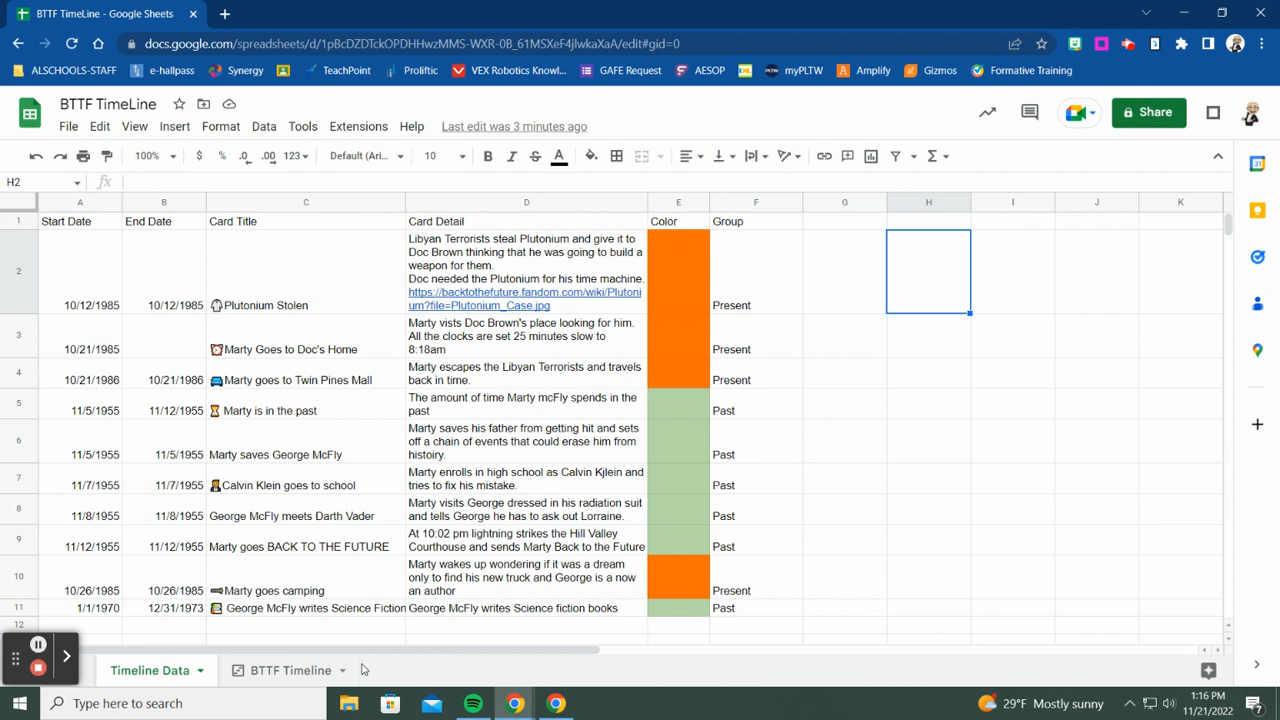 BTTF TimeLine - Google Sheets
docs.google.com/spreadsheets/d/1pBcDZDTckOPDHHwzMMS-WXR-0B_61MSXeF4jlwkaXaA/edit#gid=0
ALSCHOOLS-STAFF e-hallpass Synergy TeachPoint Proliftic VEX Robotics Knowl... GAFE Request AESOP IXL myPLTW Amplify Gizmos Formative Training
BTTF TimeLine
File Edit View Insert Format Data Tools Extensions Help Last edit was 3 minutes ago
Share
100% $ % .0 .00 123 Default (Ari... 10 B I S A
H2 fx
A B C D E F G H I J K
1 Start Date End Date Card Title Card Detail Color Group
Libyan Terrorists steal Plutonium and give it to
Doc Brown thinking that he was going to build a
weapon for them.
Doc needed the Plutonium for his time machine.
https://backtothefuture.fandom.com/wiki/Plutoni
um?file=Plutonium_Case.jpg
2 10/12/1985 10/12/1985 Plutonium Stolen Present
Marty vists Doc Brown's place looking for him.
All the clocks are set 25 minutes slow to
8:18am
3 10/21/1985 Marty Goes to Doc's Home Present
Marty escapes the Libyan Terrorists and travels
back in time.
4 10/21/1986 10/21/1986 Marty goes to Twin Pines Mall Present
The amount of time Marty mcFly spends in the
past
5 11/5/1955 11/12/1955 Marty is in the past Past
Marty saves his father from getting hit and sets
off a chain of events that could erase him from
histoiry.
6 11/5/1955 11/5/1955 Marty saves George McFly Past
Marty enrolls in high school as Calvin Kjlein and
tries to fix his mistake.
7 11/7/1955 11/7/1955 Calvin Klein goes to school Past
Marty visits George dressed in his radiation suit
and tells George he has to ask out Lorraine.
8 11/8/1955 11/8/1955 George McFly meets Darth Vader Past
At 10:02 pm lightning strikes the Hill Valley
Courthouse and sends Marty Back to the Future
9 11/12/1955 11/12/1955 Marty goes BACK TO THE FUTURE Past
Marty wakes up wondering if it was a dream
only to find his new truck and George is a now
an author
10 10/26/1985 10/26/1985 Marty goes camping Present
11 1/1/1970 12/31/1973 George McFly writes Science Fiction George McFly writes Science fiction books Past
12
Timeline Data BTTF Timeline
Type here to search
29°F Mostly sunny
1:16 PM
11/21/2022
7
31